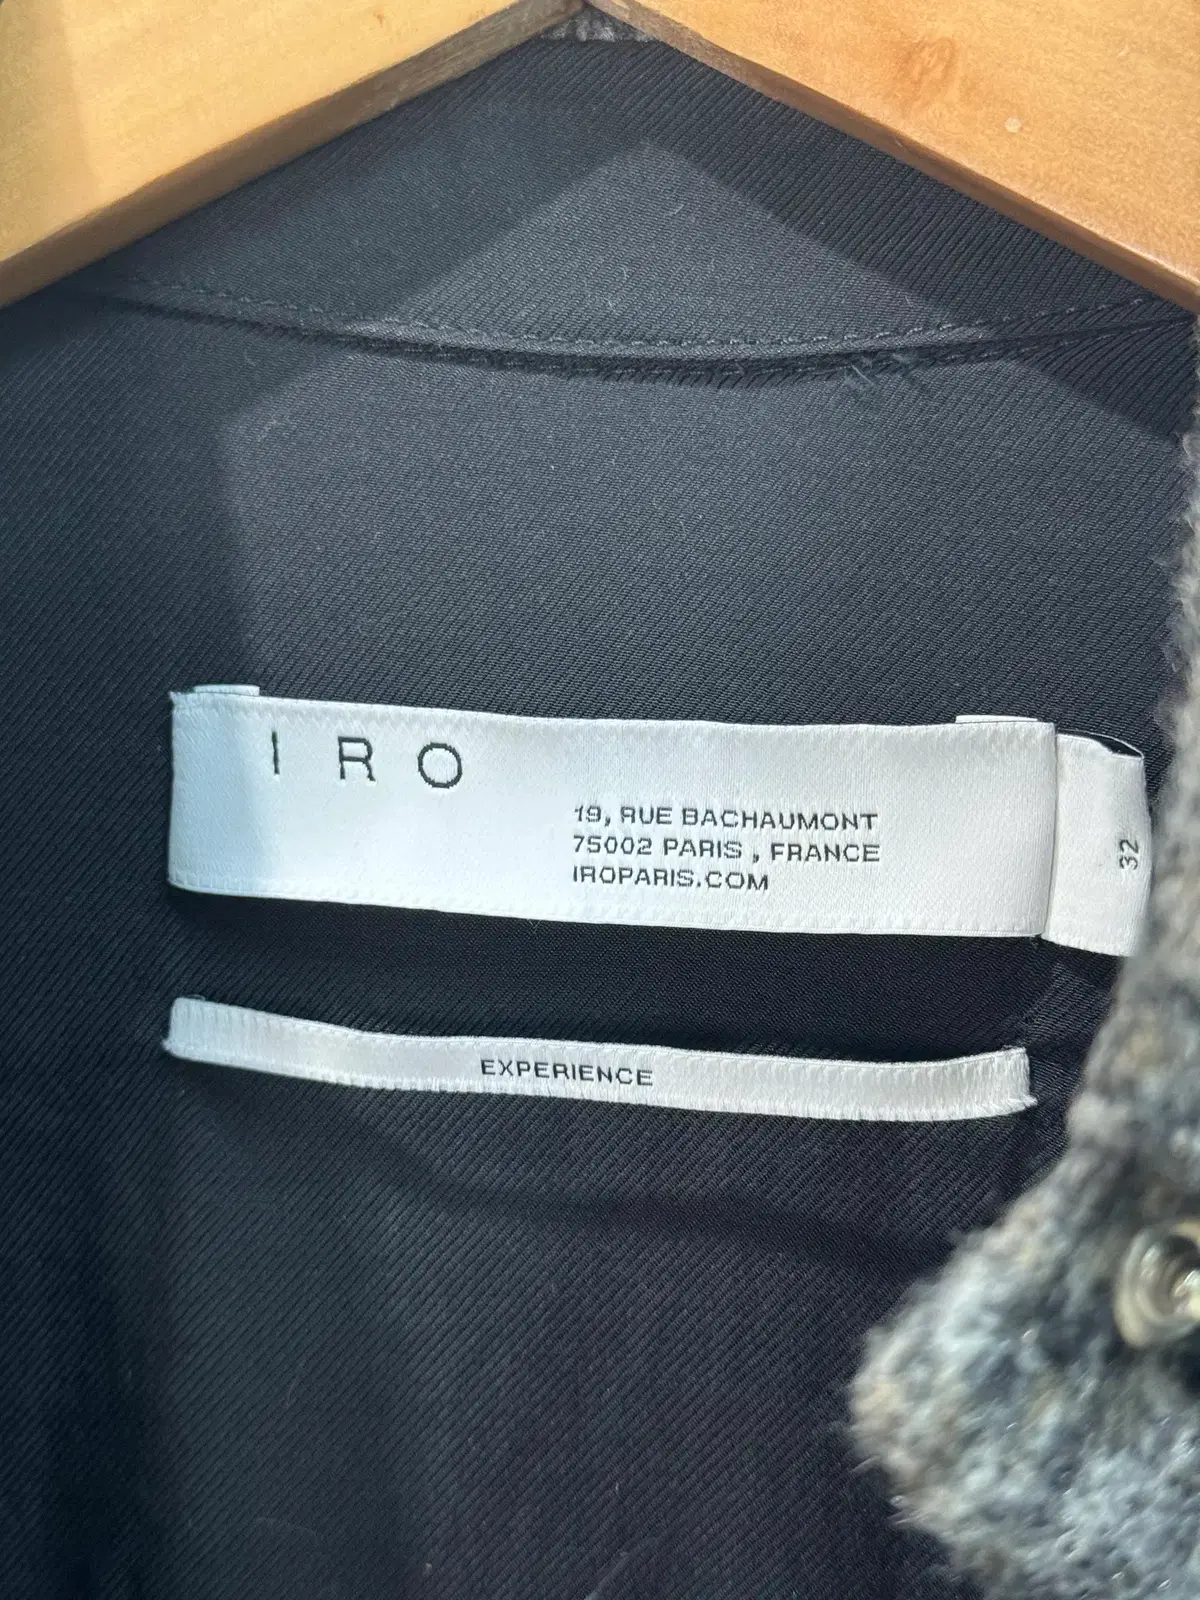 I R O
19, RUE BACHAUMONT
75002 PARIS , FRANCE
IROPARIS.COM
32
EXPERIENCE